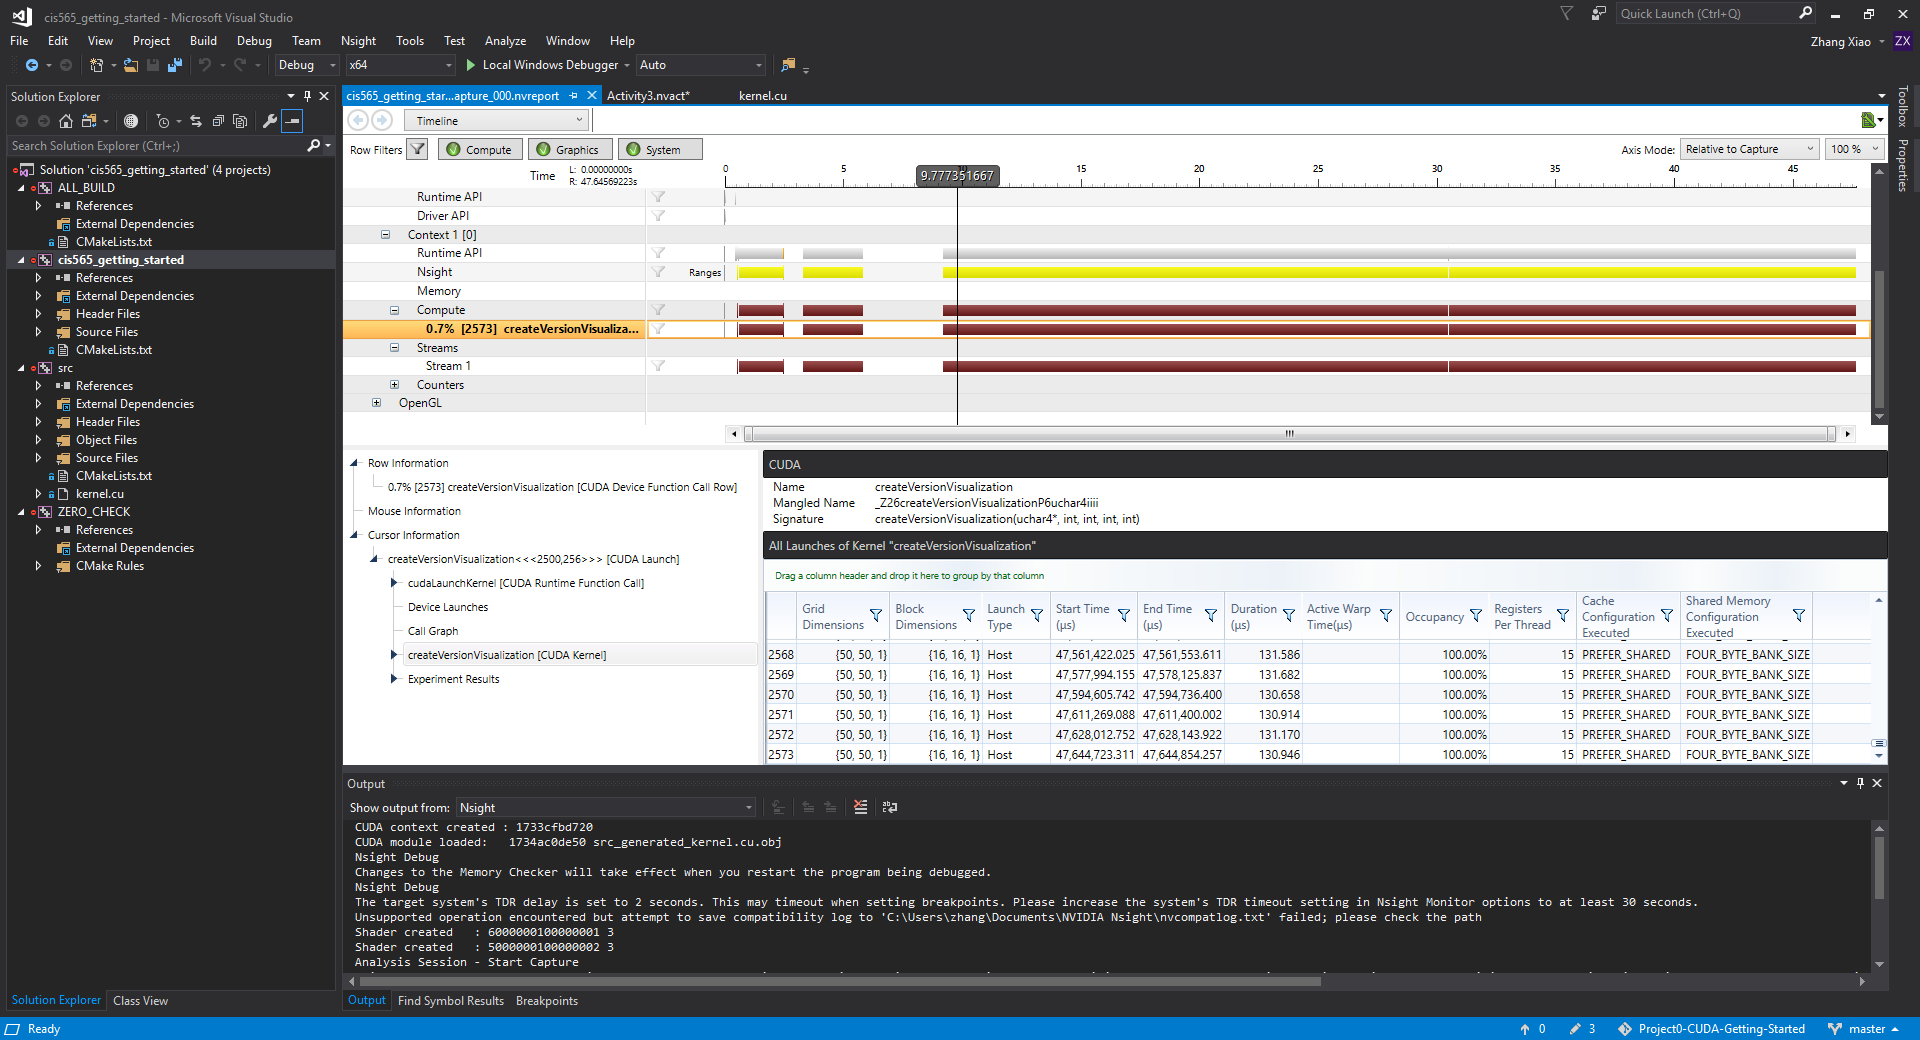 cis565_getting_started - Microsoft Visual Studio
Quick Launch (Ctrl+Q)
File Edit View Project Build Debug Team Nsight Tools Test Analyze Window Help
Zhang Xiao ZX
Debug x64 Local Windows Debugger Auto
Solution Explorer
Search Solution Explorer (Ctrl+;)
Solution 'cis565_getting_started' (4 projects)
ALL_BUILD
References
External Dependencies
CMakeLists.txt
cis565_getting_started
References
External Dependencies
Header Files
Source Files
CMakeLists.txt
src
References
External Dependencies
Header Files
Object Files
Source Files
CMakeLists.txt
kernel.cu
ZERO_CHECK
References
External Dependencies
CMake Rules
Solution Explorer Class View
cis565_getting_star...apture_000.nvreport Activity3.nvact* kernel.cu
Timeline
Row Filters Compute Graphics System
Axis Mode: Relative to Capture 100 %
Time L: 0.00000000s
R: 47.64569223s
0 5 9.777351667 15 20 25 30 35 40 45
Runtime API
Driver API
Context 1 [0]
Runtime API
Nsight Ranges
Memory
Compute
0.7% [2573] createVersionVisualiza...
Streams
Stream 1
Counters
OpenGL
Row Information
0.7% [2573] createVersionVisualization [CUDA Device Function Call Row]
Mouse Information
Cursor Information
createVersionVisualization<<<2500,256>>> [CUDA Launch]
cudaLaunchKernel [CUDA Runtime Function Call]
Device Launches
Call Graph
createVersionVisualization [CUDA Kernel]
Experiment Results
CUDA
Name createVersionVisualization
Mangled Name _Z26createVersionVisualizationP6uchar4iiii
Signature createVersionVisualization(uchar4*, int, int, int, int)
All Launches of Kernel "createVersionVisualization"
Drag a column header and drop it here to group by that column
Grid Dimensions Block Dimensions Launch Type Start Time (µs) End Time (µs) Duration (µs) Active Warp Time(µs) Occupancy Registers Per Thread Cache Configuration Executed Shared Memory Configuration Executed
2568 {50, 50, 1} {16, 16, 1} Host 47,561,422.025 47,561,553.611 131.586 100.00% 15 PREFER_SHARED FOUR_BYTE_BANK_SIZE
2569 {50, 50, 1} {16, 16, 1} Host 47,577,994.155 47,578,125.837 131.682 100.00% 15 PREFER_SHARED FOUR_BYTE_BANK_SIZE
2570 {50, 50, 1} {16, 16, 1} Host 47,594,605.742 47,594,736.400 130.658 100.00% 15 PREFER_SHARED FOUR_BYTE_BANK_SIZE
2571 {50, 50, 1} {16, 16, 1} Host 47,611,269.088 47,611,400.002 130.914 100.00% 15 PREFER_SHARED FOUR_BYTE_BANK_SIZE
2572 {50, 50, 1} {16, 16, 1} Host 47,628,012.752 47,628,143.922 131.170 100.00% 15 PREFER_SHARED FOUR_BYTE_BANK_SIZE
2573 {50, 50, 1} {16, 16, 1} Host 47,644,723.311 47,644,854.257 130.946 100.00% 15 PREFER_SHARED FOUR_BYTE_BANK_SIZE
Toolbox
Properties
Output
Show output from: Nsight
CUDA context created : 1733cfbd720
CUDA module loaded: 1734ac0de50 src_generated_kernel.cu.obj
Nsight Debug
Changes to the Memory Checker will take effect when you restart the program being debugged.
Nsight Debug
The target system's TDR delay is set to 2 seconds. This may timeout when setting breakpoints. Please increase the system's TDR timeout setting in Nsight Monitor options to at least 30 seconds.
Unsupported operation encountered but attempt to save compatibility log to 'C:\Users\zhang\Documents\NVIDIA Nsight\nvcompatlog.txt' failed; please check the path
Shader created : 6000000100000001 3
Shader created : 5000000100000002 3
Analysis Session - Start Capture
Output Find Symbol Results Breakpoints
Ready 0 3 Project0-CUDA-Getting-Started master